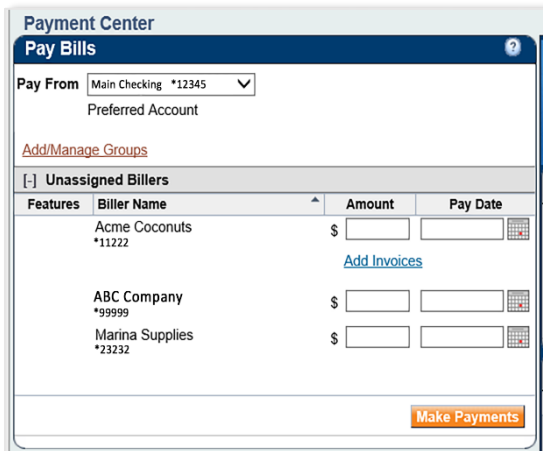 Payment Center
Pay Bills ?
Pay From Main Checking *12345
Preferred Account
Add/Manage Groups
[-] Unassigned Billers
Features Biller Name Amount Pay Date
Acme Coconuts $
*11222
Add Invoices
ABC Company $
*99999
Marina Supplies $
*23232
Make Payments